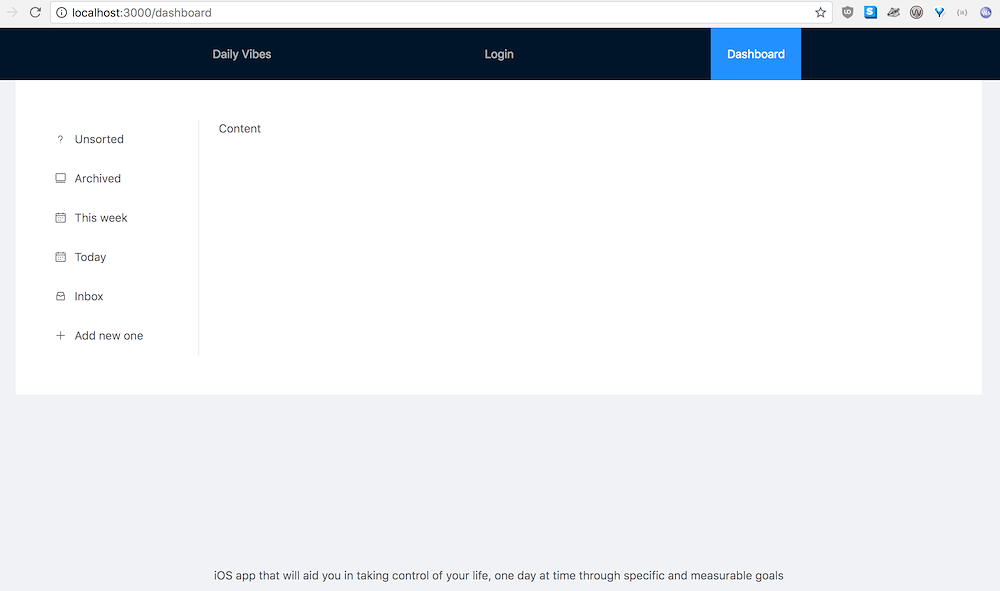 localhost:3000/dashboard
Daily Vibes Login Dashboard
Unsorted
Content
Archived
This week
Today
Inbox
Add new one
iOS app that will aid you in taking control of your life, one day at time through specific and measurable goals